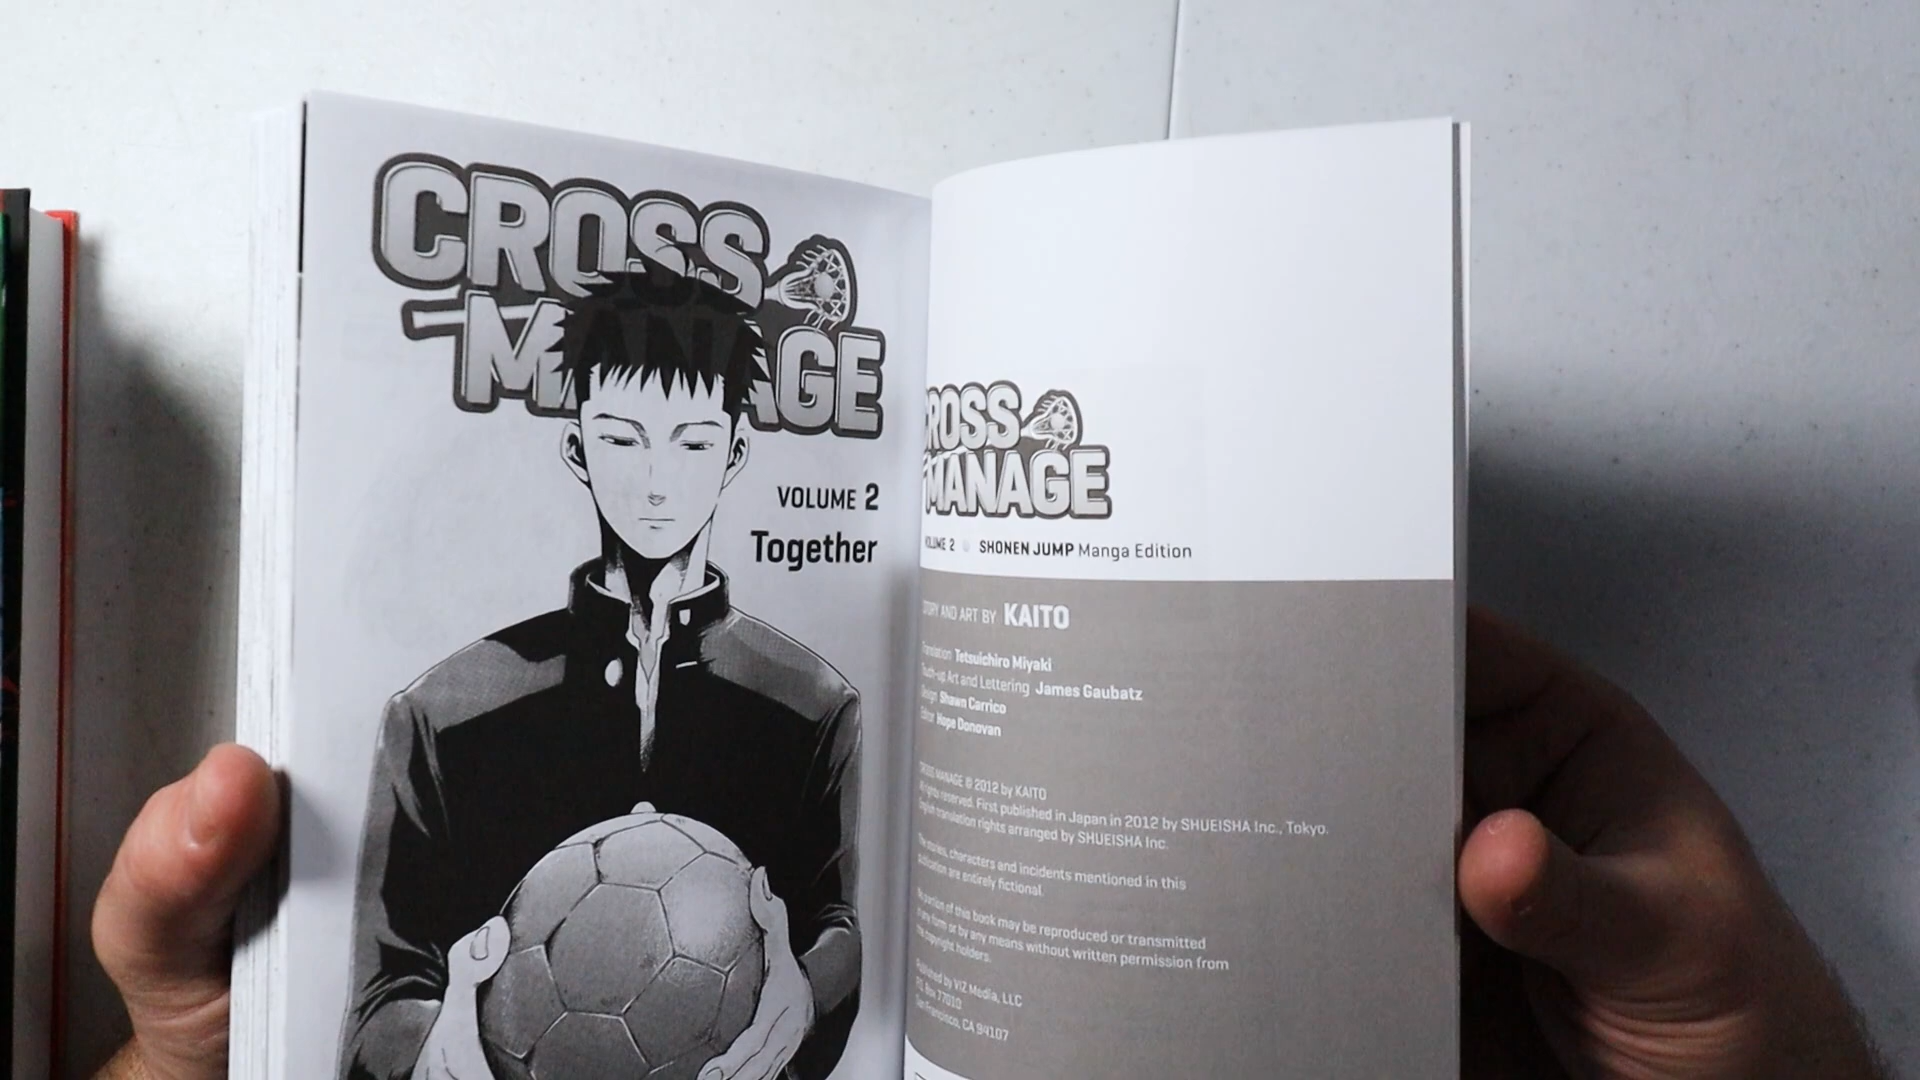 CROSS
MANAGE
VOLUME 2
Together
CROSS
MANAGE
VOLUME 2 SHONEN JUMP Manga Edition
STORY AND ART BY KAITO
Translation Tetsuichiro Miyaki
Touch-up Art and Lettering James Gaubatz
Design Shawn Carrico
Editor Hope Donovan
CROSS MANAGE © 2012 by KAITO
All rights reserved. First published in Japan in 2012 by SHUEISHA Inc., Tokyo.
English translation rights arranged by SHUEISHA Inc.
The stories, characters and incidents mentioned in this
publication are entirely fictional.
No portion of this book may be reproduced or transmitted
in any form or by any means without written permission from
the copyright holders.
Published by VIZ Media, LLC
P.O. Box 77010
San Francisco, CA 94107